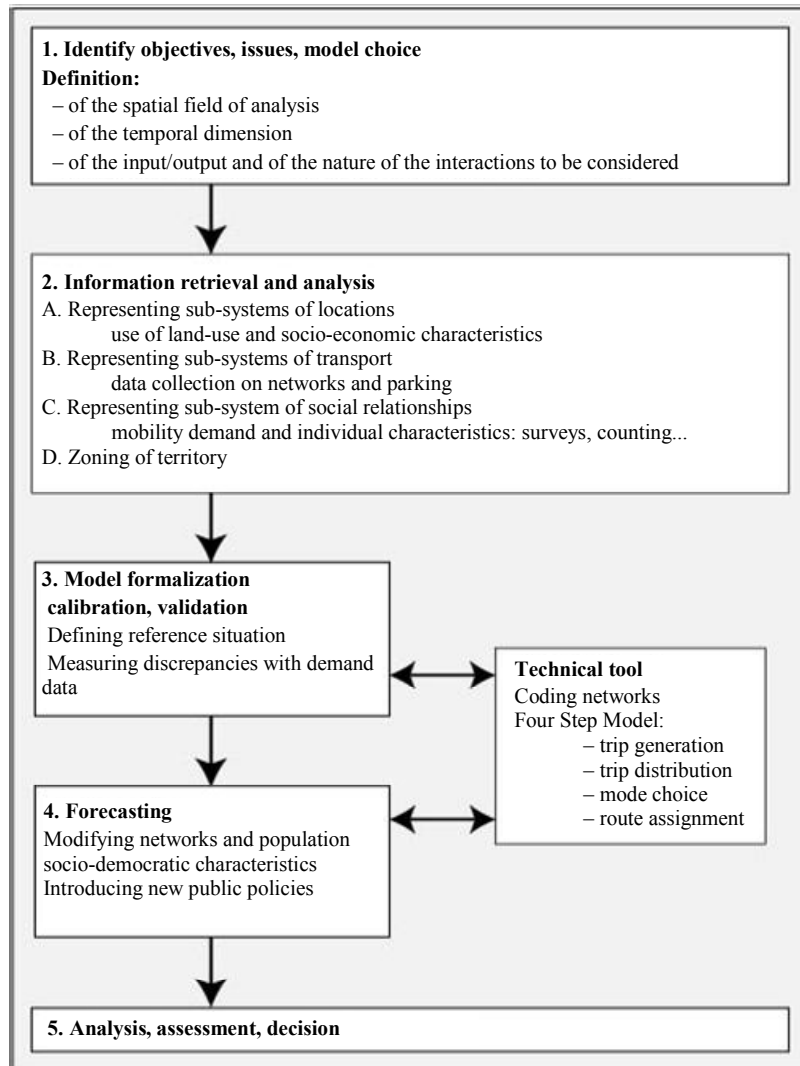 1. Identify objectives, issues, model choice
Definition:
– of the spatial field of analysis
– of the temporal dimension
– of the input/output and of the nature of the interactions to be considered
2. Information retrieval and analysis
A. Representing sub-systems of locations
use of land-use and socio-economic characteristics
B. Representing sub-systems of transport
data collection on networks and parking
C. Representing sub-system of social relationships
mobility demand and individual characteristics: surveys, counting...
D. Zoning of territory
3. Model formalization
calibration, validation
Defining reference situation
Measuring discrepancies with demand
data
Technical tool
Coding networks
Four Step Model:
– trip generation
– trip distribution
– mode choice
– route assignment
4. Forecasting
Modifying networks and population
socio-democratic characteristics
Introducing new public policies
5. Analysis, assessment, decision